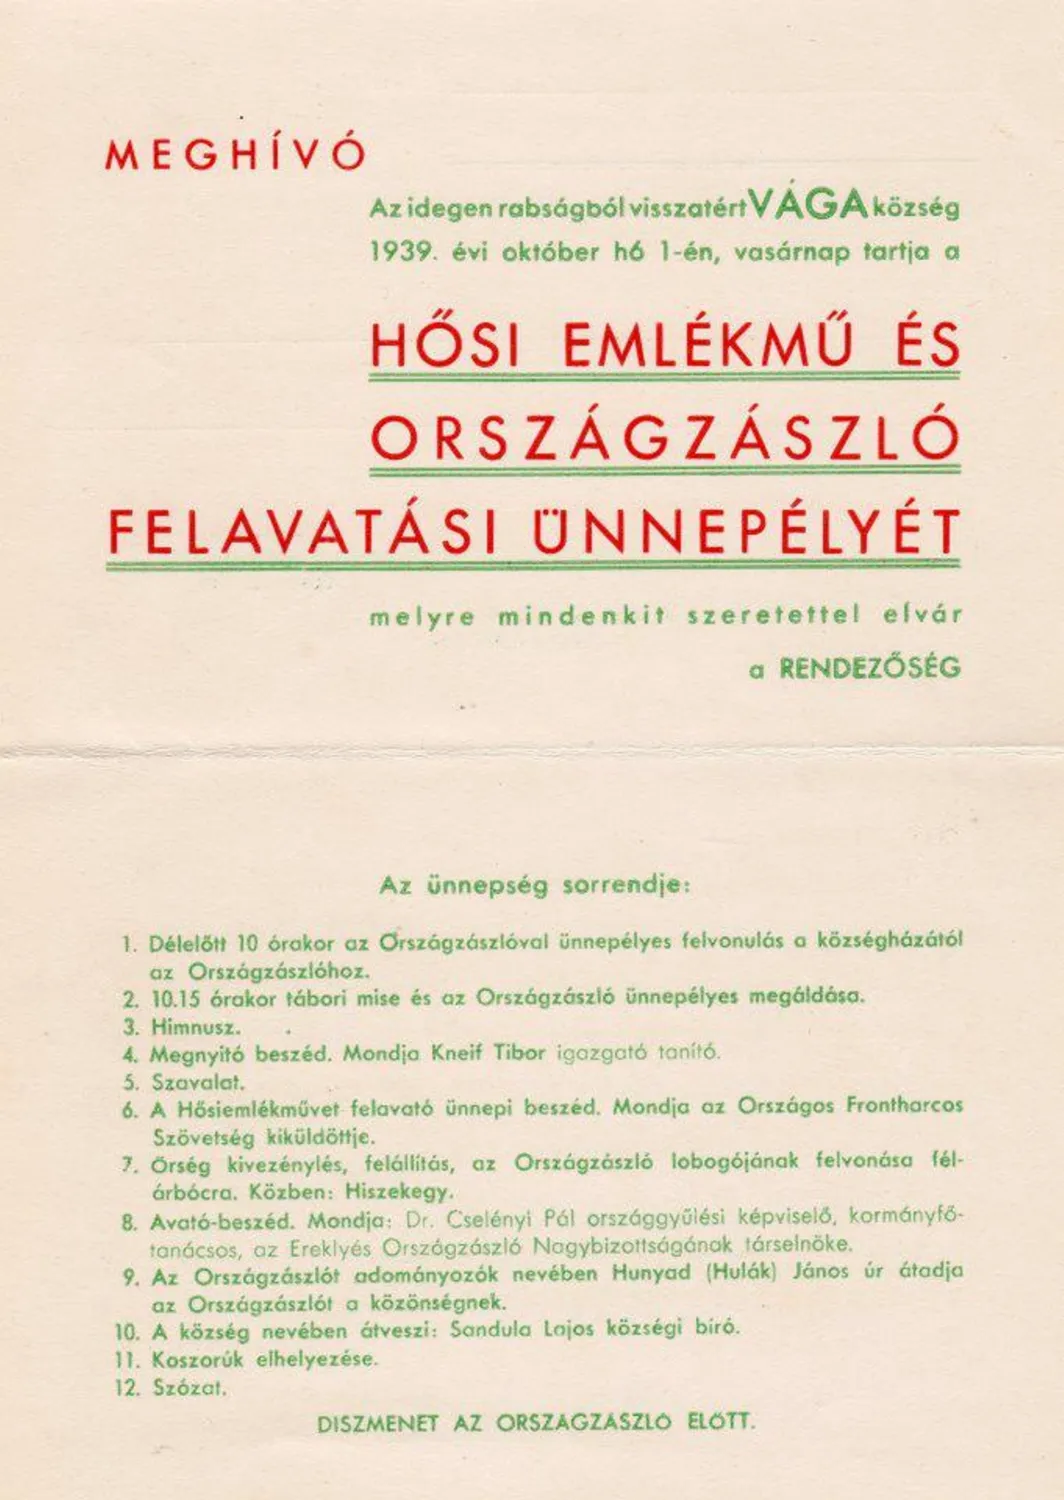 MEGHÍVÓ
Az idegen rabságból visszatért VÁGA község
1939. évi október hó 1-én, vasárnap tartja a
HŐSI EMLÉKMŰ ÉS
ORSZÁGZÁSZLÓ
FELAVATÁSI ÜNNEPÉLYÉT
melyre mindenkit szeretettel elvár
a RENDEZŐSÉG
Az ünnepség sorrendje:
1. Délelőtt 10 órakor az Országzászlóval ünnepélyes felvonulás a községházától
az Országzászlóhoz.
2. 10.15 órakor tábori mise és az Országzászló ünnepélyes megáldása.
3. Himnusz.
4. Megnyitó beszéd. Mondja Kneif Tibor igazgató tanító.
5. Szavalat.
6. A Hősiemlékművet felavató ünnepi beszéd. Mondja az Országos Frontharcos
Szövetség kiküldöttje.
7. Őrség kivezénylés, felállítás, az Országzászló lobogójának felvonása fél-
árbócra. Közben: Hiszekegy.
8. Avató-beszéd. Mondja: Dr. Cselényi Pál országgyűlési képviselő, kormányfő-
tanácsos, az Ereklyés Országzászló Nagybizottságának társelnöke.
9. Az Országzászlót adományozók nevében Hunyad (Hulák) János úr átadja
az Országzászlót a közönségnek.
10. A község nevében átveszi: Sandula Lajos községi bíró.
11. Koszorúk elhelyezése.
12. Szózat.
DISZMENET AZ ORSZÁGZÁSZLÓ ELŐTT.